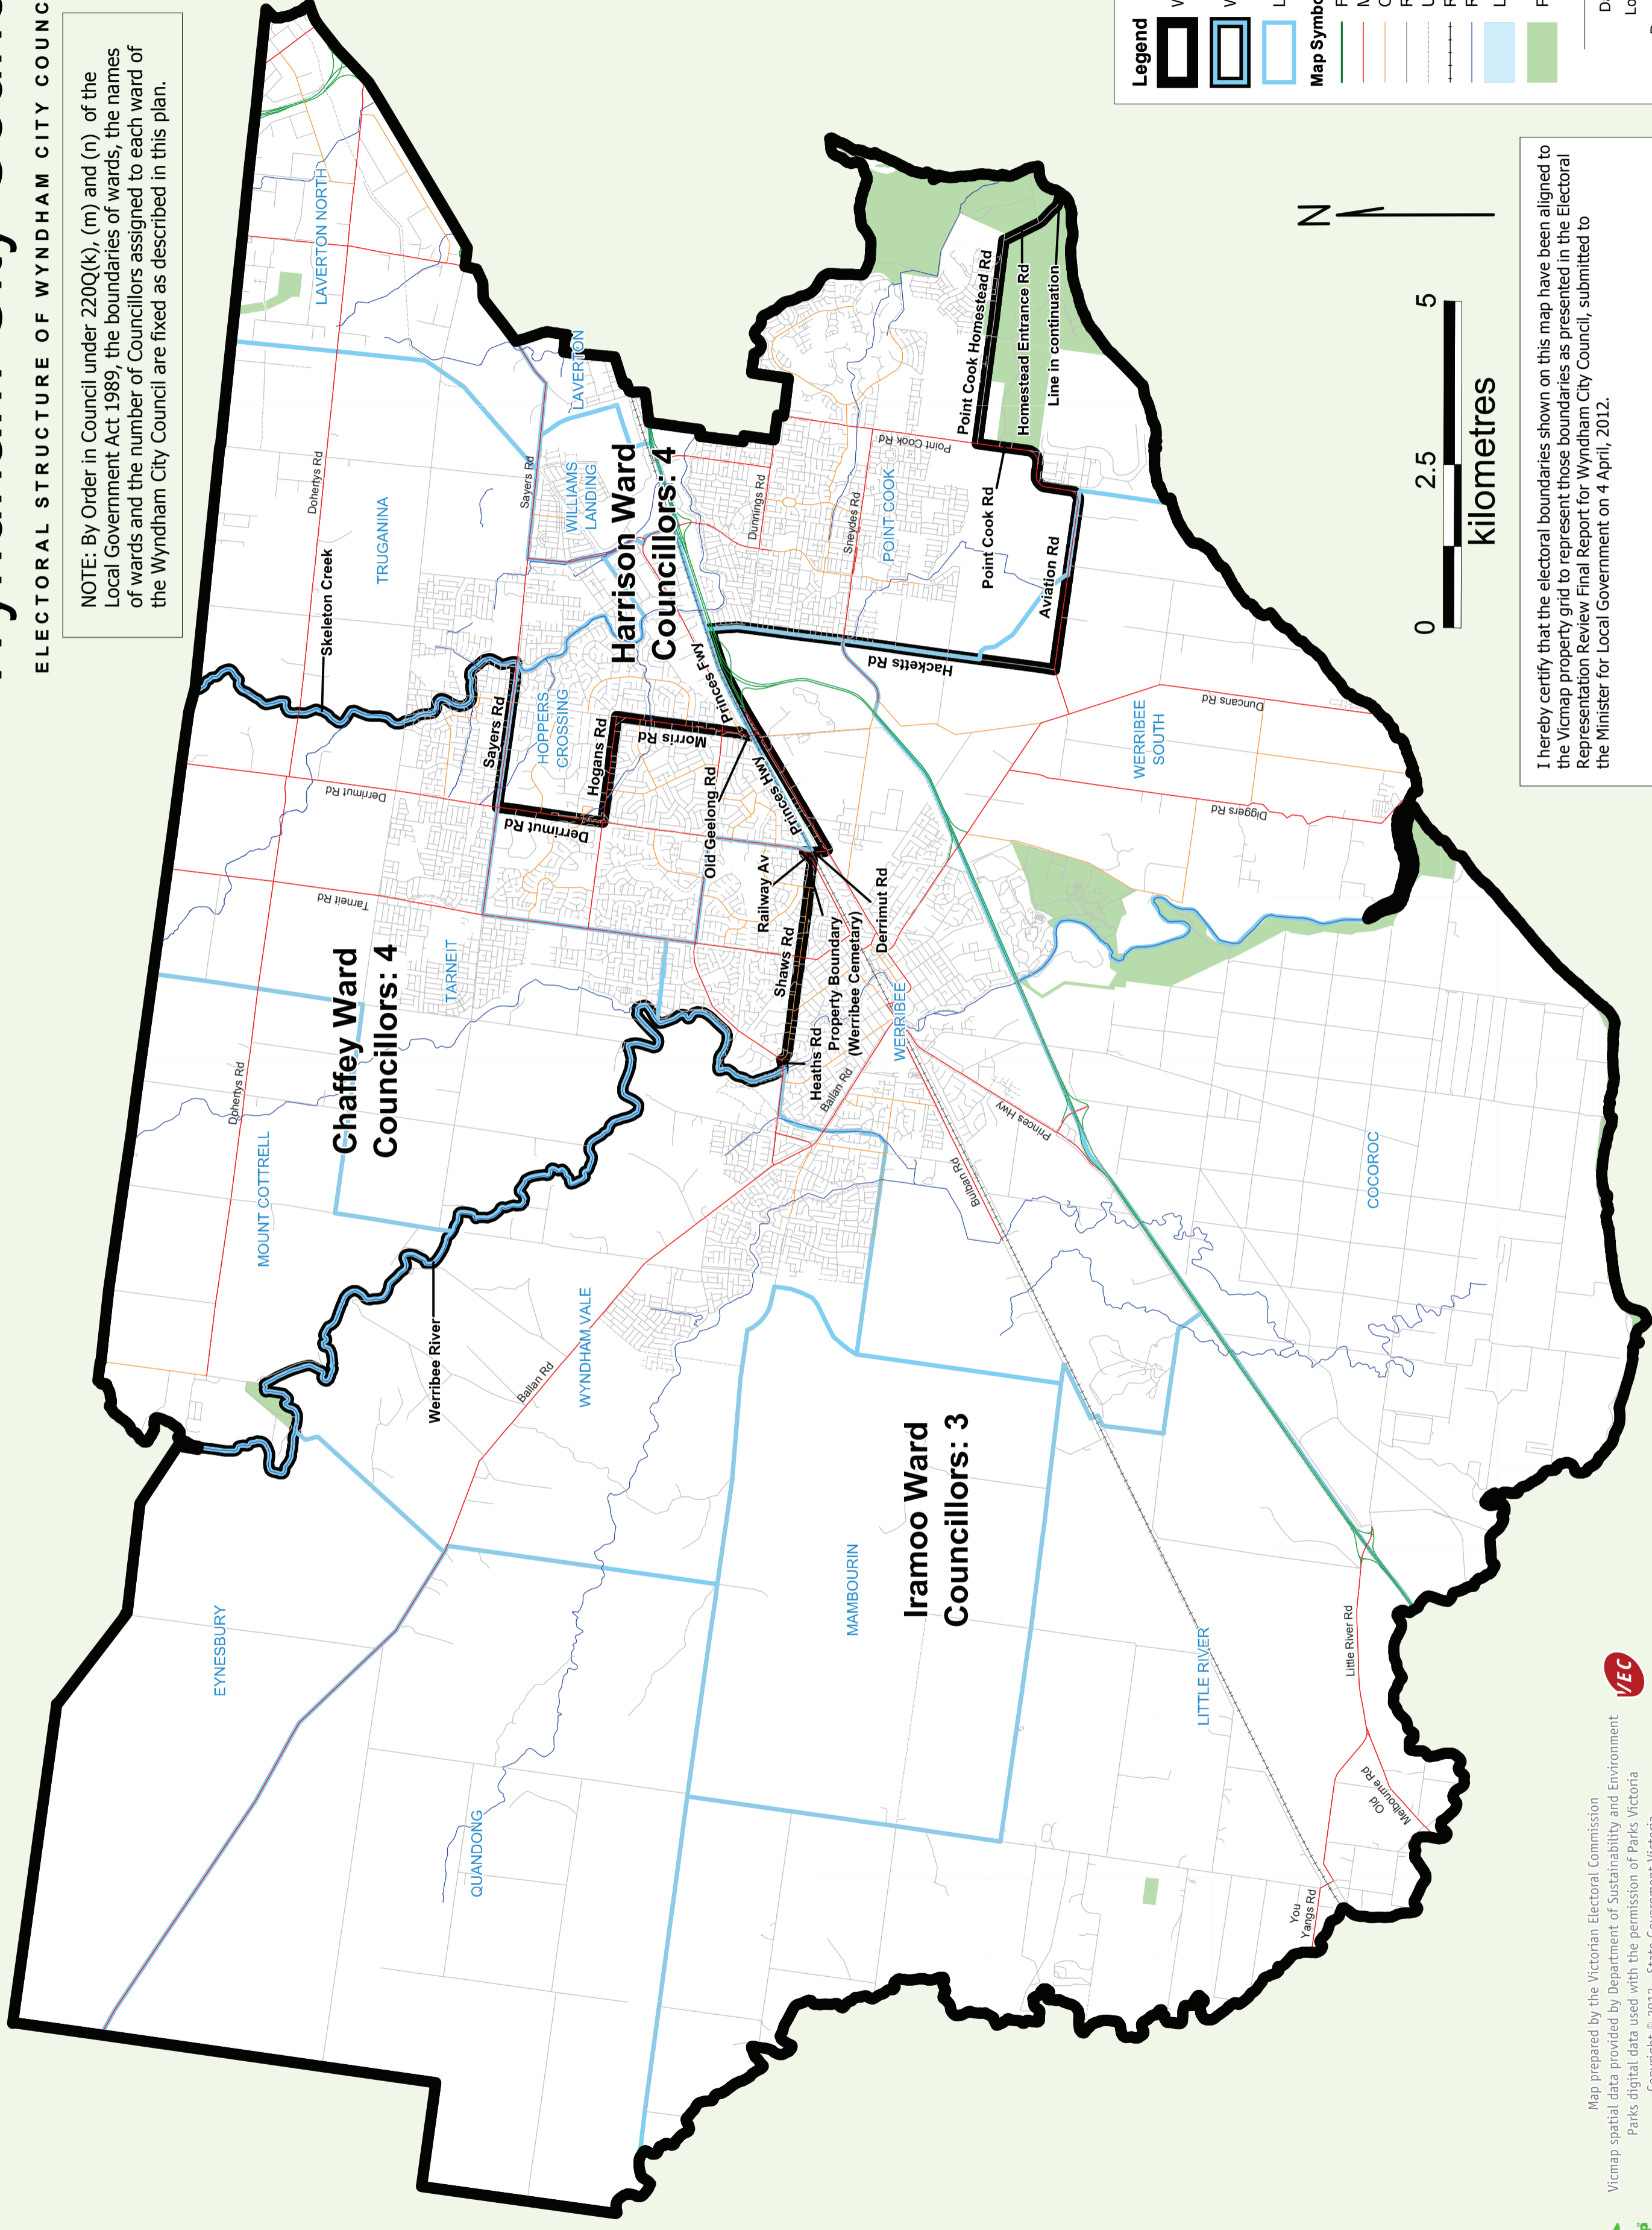 ELECTORAL STRUCTURE OF WYNDHAM CITY COUNC
NOTE: By Order in Council under 220Q(k), (m) and (n) of the
Local Government Act 1989, the boundaries of wards, the names
of wards and the number of Councillors assigned to each ward of
the Wyndham City Council are fixed as described in this plan.
EYNESBURY
QUANDONG
MOUNT COTTRELL
Dohertys Rd
Chaffey Ward
Councillors: 4
TARNEIT
Tarneit Rd
Derrimut Rd
Skeleton Creek
Dohertys Rd
TRUGANINA
LAVERTON NORTH
Werribee River
Ballan Rd
WYNDHAM VALE
Sayers Rd
Sayers Rd
HOPPERS
CROSSING
Derrimut Rd
Hogans Rd
Morris Rd
WILLIAMS
LANDING
LAVERTON
Harrison Ward
Councillors: 4
Princes Fwy
Old Geelong Rd
Princes Hwy
Railway Av
Shaws Rd
Heaths Rd
Property Boundary
(Werribee Cemetary)
Derrimut Rd
Ballan Rd
WERRIBEE
Dunnings Rd
Sneydes Rd
POINT COOK
Point Cook Rd
Point Cook Rd
Point Cook Homestead Rd
Homestead Entrance Rd
Line in continuation
Hacketts Rd
Aviation Rd
MAMBOURIN
Iramoo Ward
Councillors: 3
Bulban Rd
Princes Hwy
WERRIBEE
SOUTH
Duncans Rd
Diggers Rd
COCOROC
LITTLE RIVER
Little River Rd
Old
Melbourne Rd
You
Yangs Rd
N
0
2.5
5
kilometres
Legend
W
W
L
Map Symbo
F
M
C
R
U
R
R
L
F
Da
Lo
I hereby certify that the electoral boundaries shown on this map have been aligned to
the Vicmap property grid to represent those boundaries as presented in the Electoral
Representation Review Final Report for Wyndham City Council, submitted to
the Minister for Local Government on 4 April, 2012.
Map prepared by the Victorian Electoral Commission
Vicmap spatial data provided by Department of Sustainability and Environment
Parks digital data used with the permission of Parks Victoria
VEC